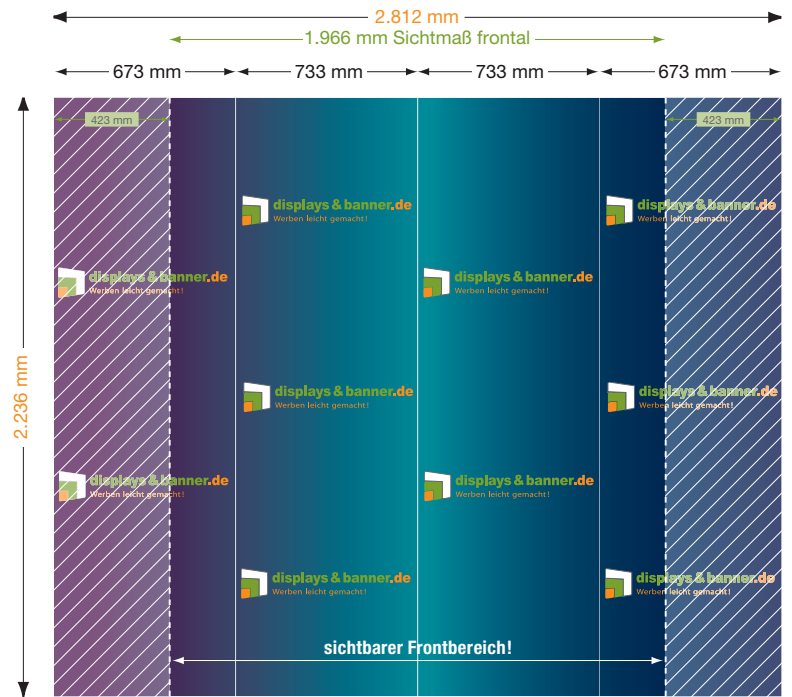 2.812 mm
1.966 mm Sichtmaß frontal
673 mm
733 mm
733 mm
673 mm
423 mm
423 mm
2.236 mm
displays & banner.de
Werben leicht gemacht!
displays & banner.de
Werben leicht gemacht!
displays & banner.de
Werben leicht gemacht!
displays & banner.de
Werben leicht gemacht!
displays & banner.de
Werben leicht gemacht!
displays & banner.de
Werben leicht gemacht!
displays & banner.de
Werben leicht gemacht!
displays & banner.de
Werben leicht gemacht!
displays & banner.de
Werben leicht gemacht!
displays & banner.de
Werben leicht gemacht!
sichtbarer Frontbereich!